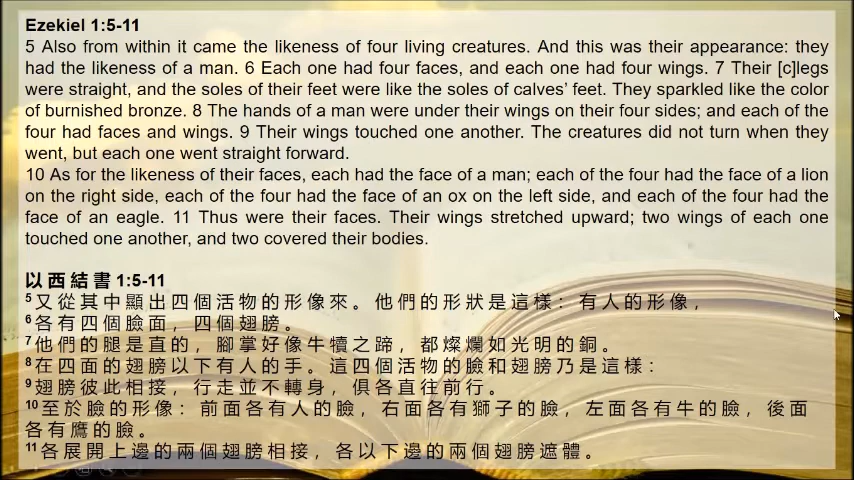 Ezekiel 1:5-11
5 Also from within it came the likeness of four living creatures. And this was their appearance: they
had the likeness of a man. 6 Each one had four faces, and each one had four wings. 7 Their [c]legs
were straight, and the soles of their feet were like the soles of calves’ feet. They sparkled like the color
of burnished bronze. 8 The hands of a man were under their wings on their four sides; and each of the
four had faces and wings. 9 Their wings touched one another. The creatures did not turn when they
went, but each one went straight forward.
10 As for the likeness of their faces, each had the face of a man; each of the four had the face of a lion
on the right side, each of the four had the face of an ox on the left side, and each of the four had the
face of an eagle. 11 Thus were their faces. Their wings stretched upward; two wings of each one
touched one another, and two covered their bodies.
以西結書 1:5-11
5又從其中顯出四個活物的形像來。他們的形狀是這樣：有人的形像，
6各有四個臉面，四個翅膀。
7他們的腿是直的，腳掌好像牛犢之蹄，都燦爛如光明的銅。
8在四面的翅膀以下有人的手。這四個活物的臉和翅膀乃是這樣：
9翅膀彼此相接，行走並不轉身，俱各直往前行。
10至於臉的形像：前面各有人的臉，右面各有獅子的臉，左面各有牛的臉，後面
各有鷹的臉。
11各展開上邊的兩個翅膀相接，各以下邊的兩個翅膀遮體。